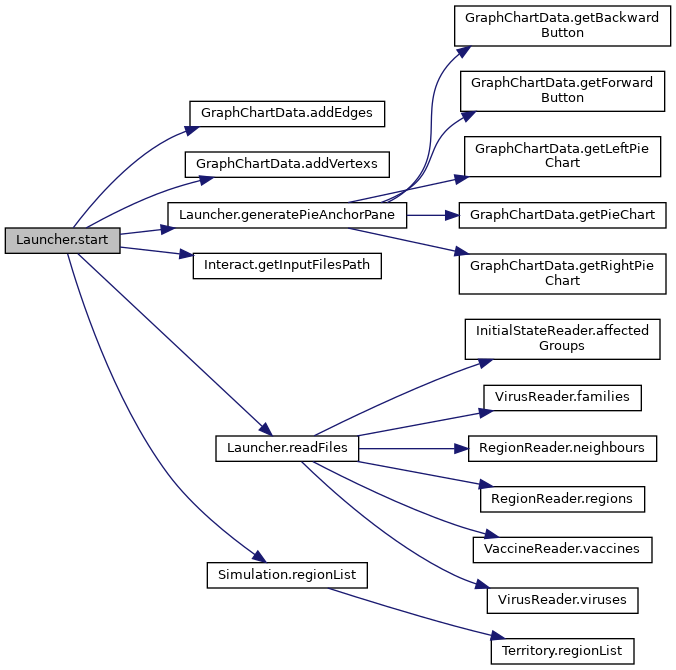 Launcher.start
GraphChartData.addEdges
GraphChartData.addVertexs
Launcher.generatePieAnchorPane
Interact.getInputFilesPath
Launcher.readFiles
Simulation.regionList
GraphChartData.getBackward
Button
GraphChartData.getForward
Button
GraphChartData.getLeftPie
Chart
GraphChartData.getPieChart
GraphChartData.getRightPie
Chart
InitialStateReader.affected
Groups
VirusReader.families
RegionReader.neighbours
RegionReader.regions
VaccineReader.vaccines
VirusReader.viruses
Territory.regionList